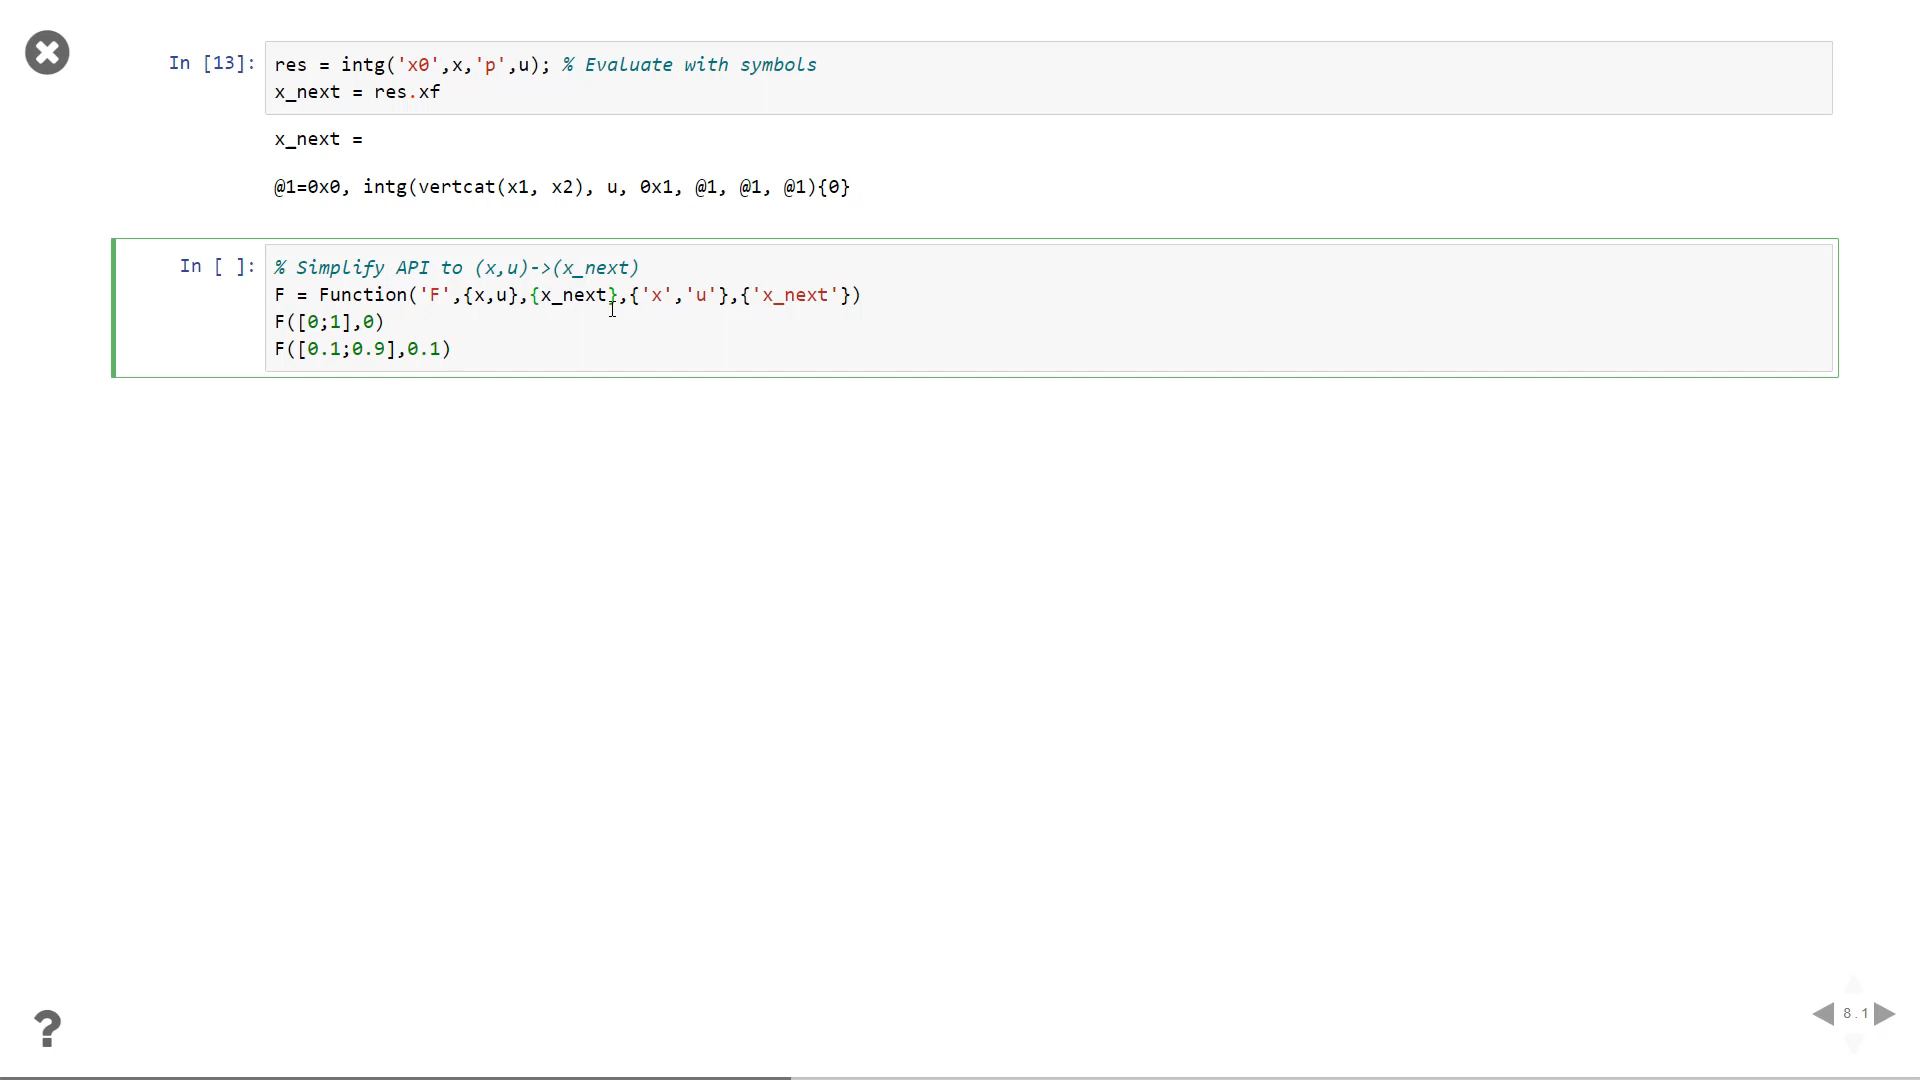 In [13]:
res = intg('x0',x,'p',u); % Evaluate with symbols
x_next = res.xf
x_next =
@1=0x0, intg(vertcat(x1, x2), u, 0x1, @1, @1, @1){0}
In [ ]:
% Simplify API to (x,u)->(x_next)
F = Function('F',{x,u},{x_next},{'x','u'},{'x_next'})
F([0;1],0)
F([0.1;0.9],0.1)
?
8.1